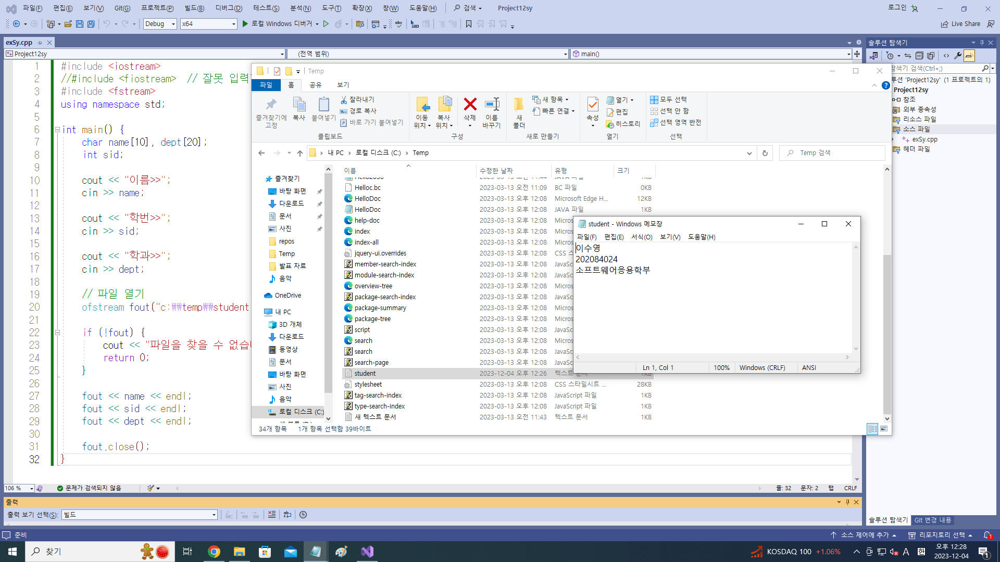 파일(F) 편집(E) 보기(V) Git(G) 프로젝트(P) 빌드(B) 디버그(D) 테스트(S) 분석(N) 도구(T) 확장(X) 창(W) 도움말(H) 검색 Project12sy 로그인
Debug x64 로컬 Windows 디버거 Live Share
exSy.cpp
Project12sy (전역 범위) main()
1 #include <iostream>
2 //#include <fiostream> // 잘못 입력
3 #include <fstream>
4 using namespace std;
5
6 int main() {
7 char name[10], dept[20];
8 int sid;
9
10 cout << "이름>>";
11 cin >> name;
12
13 cout << "학번>>";
14 cin >> sid;
15
16 cout << "학과>>";
17 cin >> dept;
18
19 // 파일 열기
20 ofstream fout("c:₩₩temp₩₩student
21
22 if (!fout) {
23 cout << "파일을 찾을 수 없습
24 return 0;
25 }
26
27 fout << name << endl;
28 fout << sid << endl;
29 fout << dept << endl;
30
31 fout.close();
32 }
106 % 문제가 검색되지 않음 줄: 32 문자: 2 탭 CRLF
출력
출력 보기 선택(S): 빌드
준비 소스 제어에 추가 리포지토리 선택 1
솔루션 탐색기
탐색기 검색(Ctrl+;)
루션 'Project12sy' (1 프로젝트의 1)
Project12sy
참조
외부 종속성
리소스 파일
소스 파일
exSy.cpp
헤더 파일
솔루션 탐색기 Git 변경 내용
Temp
파일 홈 공유 보기
즐겨찾기에 고정 복사 붙여넣기 잘라내기 경로 복사 바로 가기 붙여넣기
이동 위치 복사 위치 삭제 이름 바꾸기
새 폴더 새 항목 빠른 연결
속성 열기 편집 히스토리
모두 선택 선택 안 함 선택 영역 반전
클립보드 구성 새로 만들기 열기 선택
내 PC 로컬 디스크 (C:) Temp Temp 검색
즐겨찾기
바탕 화면
다운로드
문서
사진
repos
Temp
발표 자료
음악
OneDrive
내 PC
3D 개체
다운로드
동영상
문서
바탕 화면
사진
음악
로컬 디스크 (C:)
이름 수정한 날짜 유형 크기
Helloc.bc 2023-03-13 오전 11:09 BC 파일 0KB
HelloDoc 2023-03-13 오후 12:08 Microsoft Edge H... 12KB
HelloDoc 2023-03-13 오후 12:08 JAVA 파일 1KB
help-doc 2023-03-13 오후 12:08 Micros
index 2023-03-13 오후 12:08 Micros
index-all 2023-03-13 오후 12:08 Micros
jquery-ui.overrides 2023-03-13 오후 12:08 CSS
member-search-index 2023-03-13 오후 12:08 JavaSc
module-search-index 2023-03-13 오후 12:08 JavaSc
overview-tree 2023-03-13 오후 12:08 Micros
package-search-index 2023-03-13 오후 12:08 JavaSc
package-summary 2023-03-13 오후 12:08 Micros
package-tree 2023-03-13 오후 12:08 Micros
script 2023-03-13 오후 12:08 JavaSc
search 2023-03-13 오후 12:08 Micros
search 2023-03-13 오후 12:08 JavaSc
search-page 2023-03-13 오후 12:08 JavaSc
student 2023-12-04 오후 12:26 텍스트 문서 1KB
stylesheet 2023-03-13 오후 12:08 CSS 스타일시트 ... 28KB
tag-search-index 2023-03-13 오후 12:08 JavaScript 파일 1KB
type-search-index 2023-03-13 오후 12:08 JavaScript 파일 1KB
새 텍스트 문서 2023-03-13 오전 11:43 텍스트 문서 1KB
34개 항목 1개 항목 선택함 39바이트
student - Windows 메모장
파일(F) 편집(E) 서식(O) 보기(V) 도움말(H)
이수영
202084024
소프트웨어응용학부
Ln 1, Col 1 100% Windows (CRLF) ANSI
찾기 KOSDAQ 100 +1.06% A 한 오후 12:28
2023-12-04 1